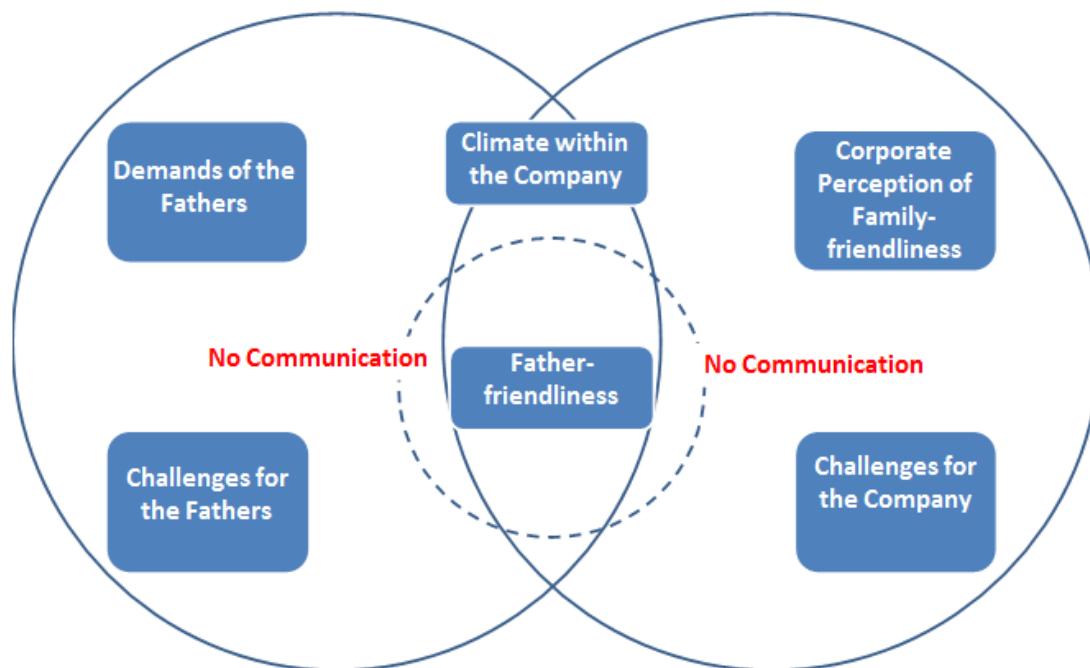 Demands of the
Fathers
Climate within
the Company
Corporate
Perception of
Family-
friendliness
No Communication
Father-
friendliness
No Communication
Challenges for
the Fathers
Challenges for
the Company